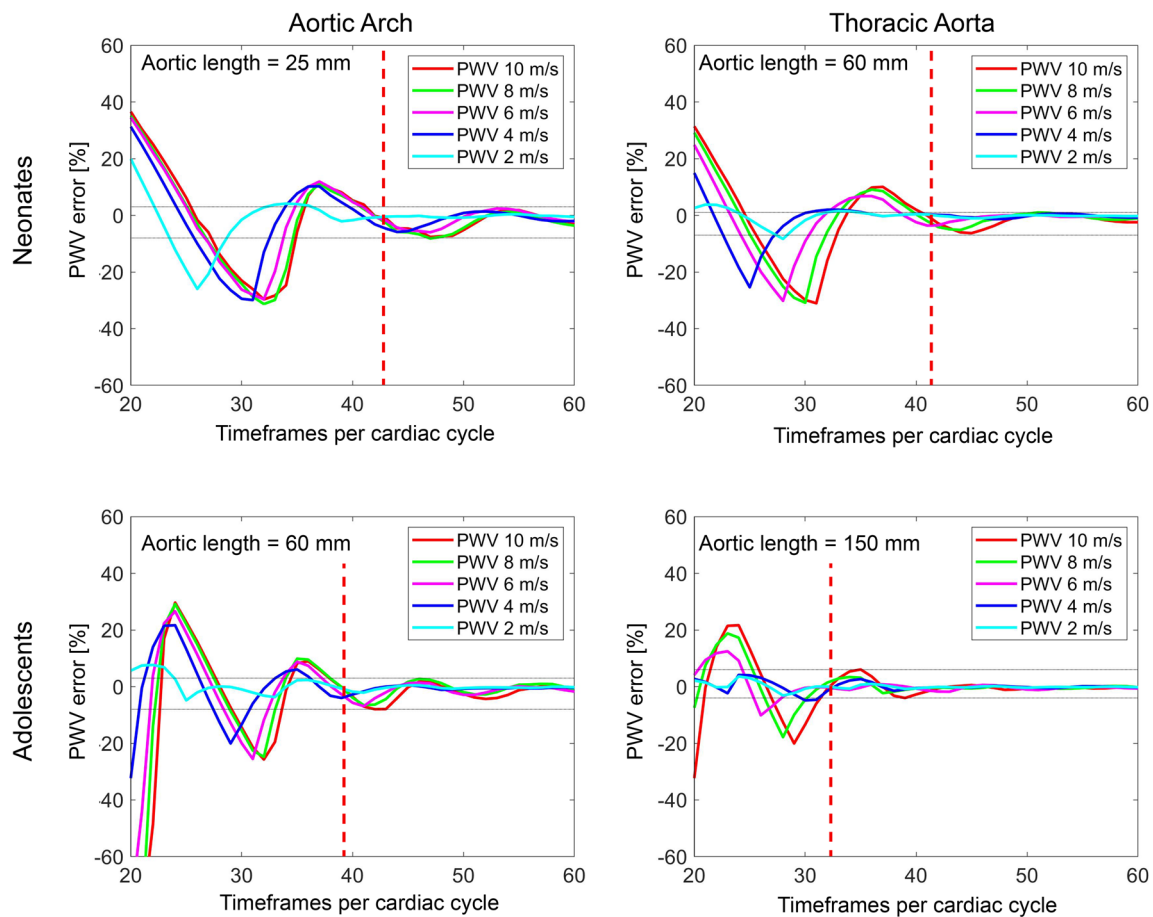 Aortic Arch
Thoracic Aorta
Neonates
60
40
20
0
-20
-40
-60
PWV error [%]
Aortic length = 25 mm
PWV 10 m/s
PWV 8 m/s
PWV 6 m/s
PWV 4 m/s
PWV 2 m/s
20 30 40 50 60
Timeframes per cardiac cycle
60
40
20
0
-20
-40
-60
PWV error [%]
Aortic length = 60 mm
PWV 10 m/s
PWV 8 m/s
PWV 6 m/s
PWV 4 m/s
PWV 2 m/s
20 30 40 50 60
Timeframes per cardiac cycle
Adolescents
60
40
20
0
-20
-40
-60
PWV error [%]
Aortic length = 60 mm
PWV 10 m/s
PWV 8 m/s
PWV 6 m/s
PWV 4 m/s
PWV 2 m/s
20 30 40 50 60
Timeframes per cardiac cycle
60
40
20
0
-20
-40
-60
PWV error [%]
Aortic length = 150 mm
PWV 10 m/s
PWV 8 m/s
PWV 6 m/s
PWV 4 m/s
PWV 2 m/s
20 30 40 50 60
Timeframes per cardiac cycle